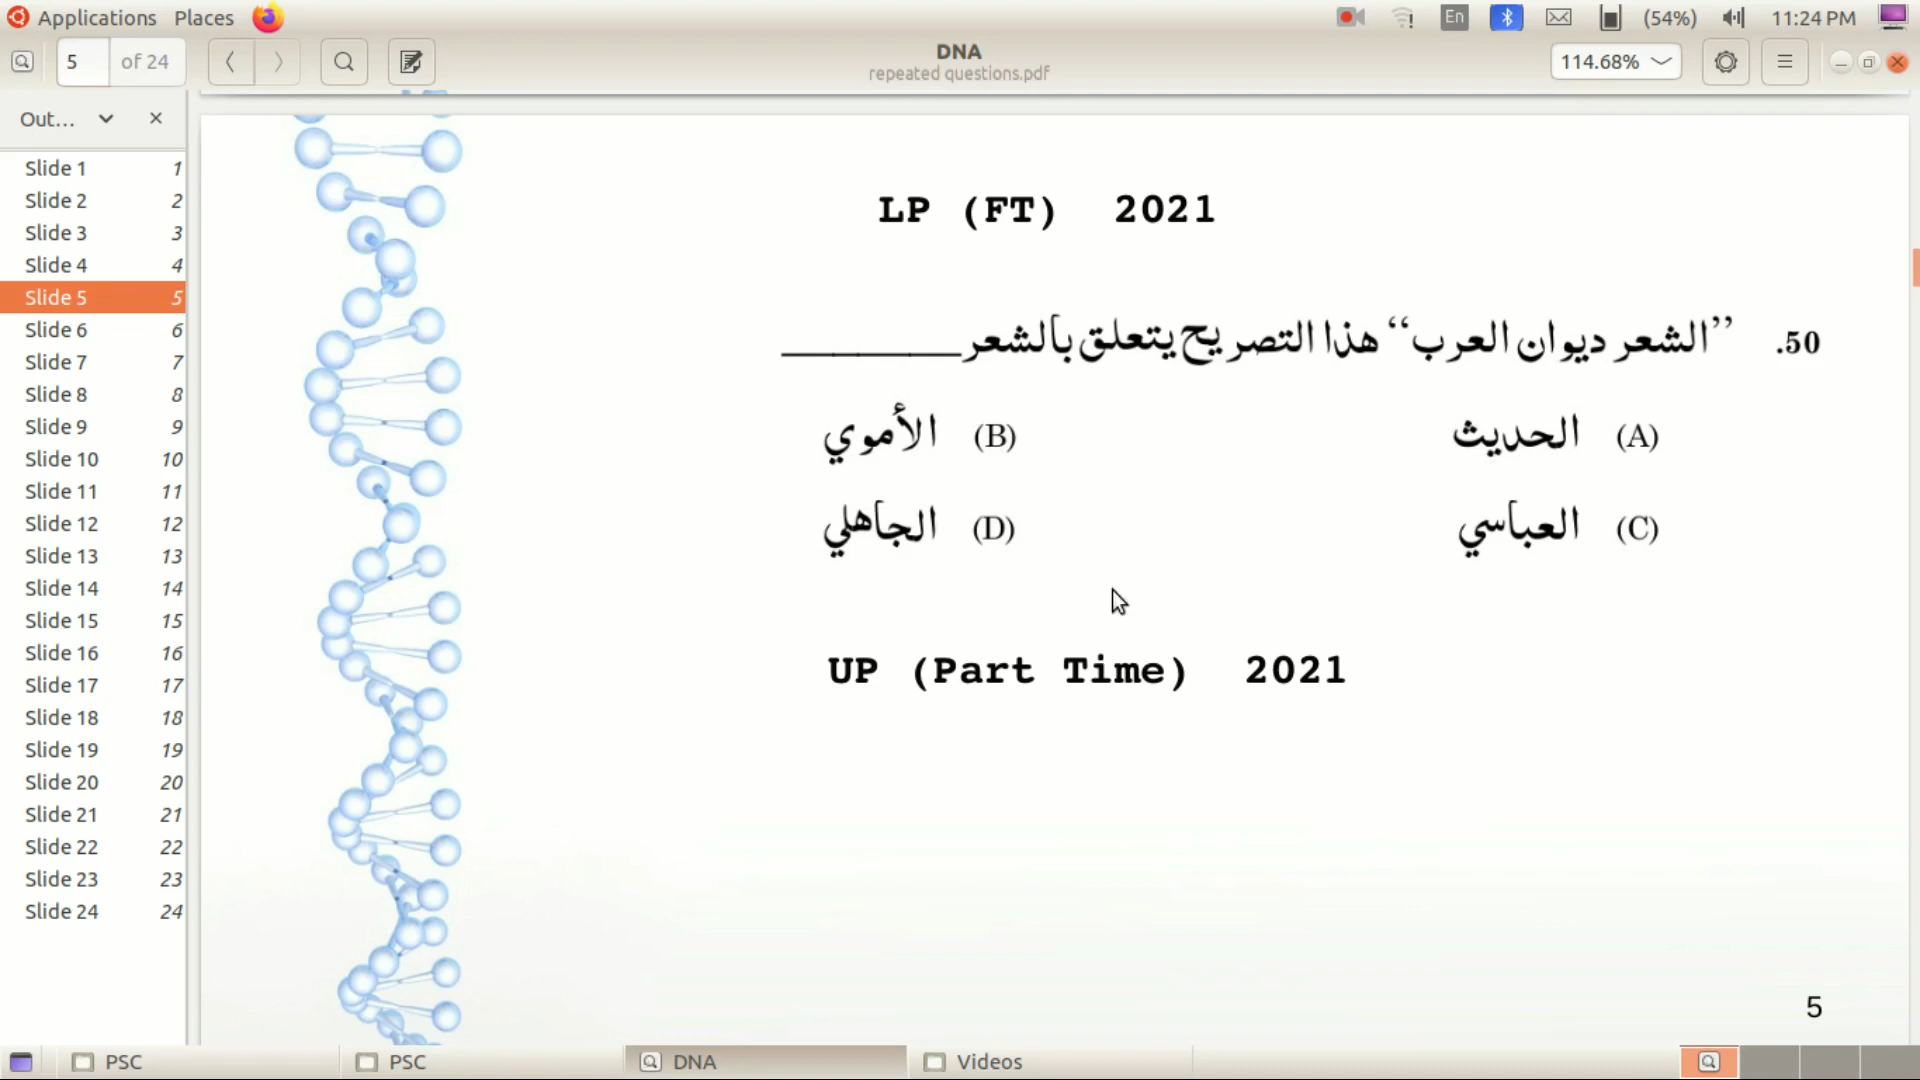 Applications Places En (54%) 11:24 PM
5 of 24 DNA 114.68%
repeated questions.pdf
Out...
Slide 1 1
Slide 2 2
Slide 3 3
Slide 4 4
Slide 5 5
Slide 6 6
Slide 7 7
Slide 8 8
Slide 9 9
Slide 10 10
Slide 11 11
Slide 12 12
Slide 13 13
Slide 14 14
Slide 15 15
Slide 16 16
Slide 17 17
Slide 18 18
Slide 19 19
Slide 20 20
Slide 21 21
Slide 22 22
Slide 23 23
Slide 24 24
LP (FT) 2021
50. ’’الشعر ديوان العرب‘‘ هذا التصريح يتعلق بالشعر_______
(A) الحديث (B) الأموي
(C) العباسي (D) الجاهلي
UP (Part Time) 2021
5
PSC PSC DNA Videos